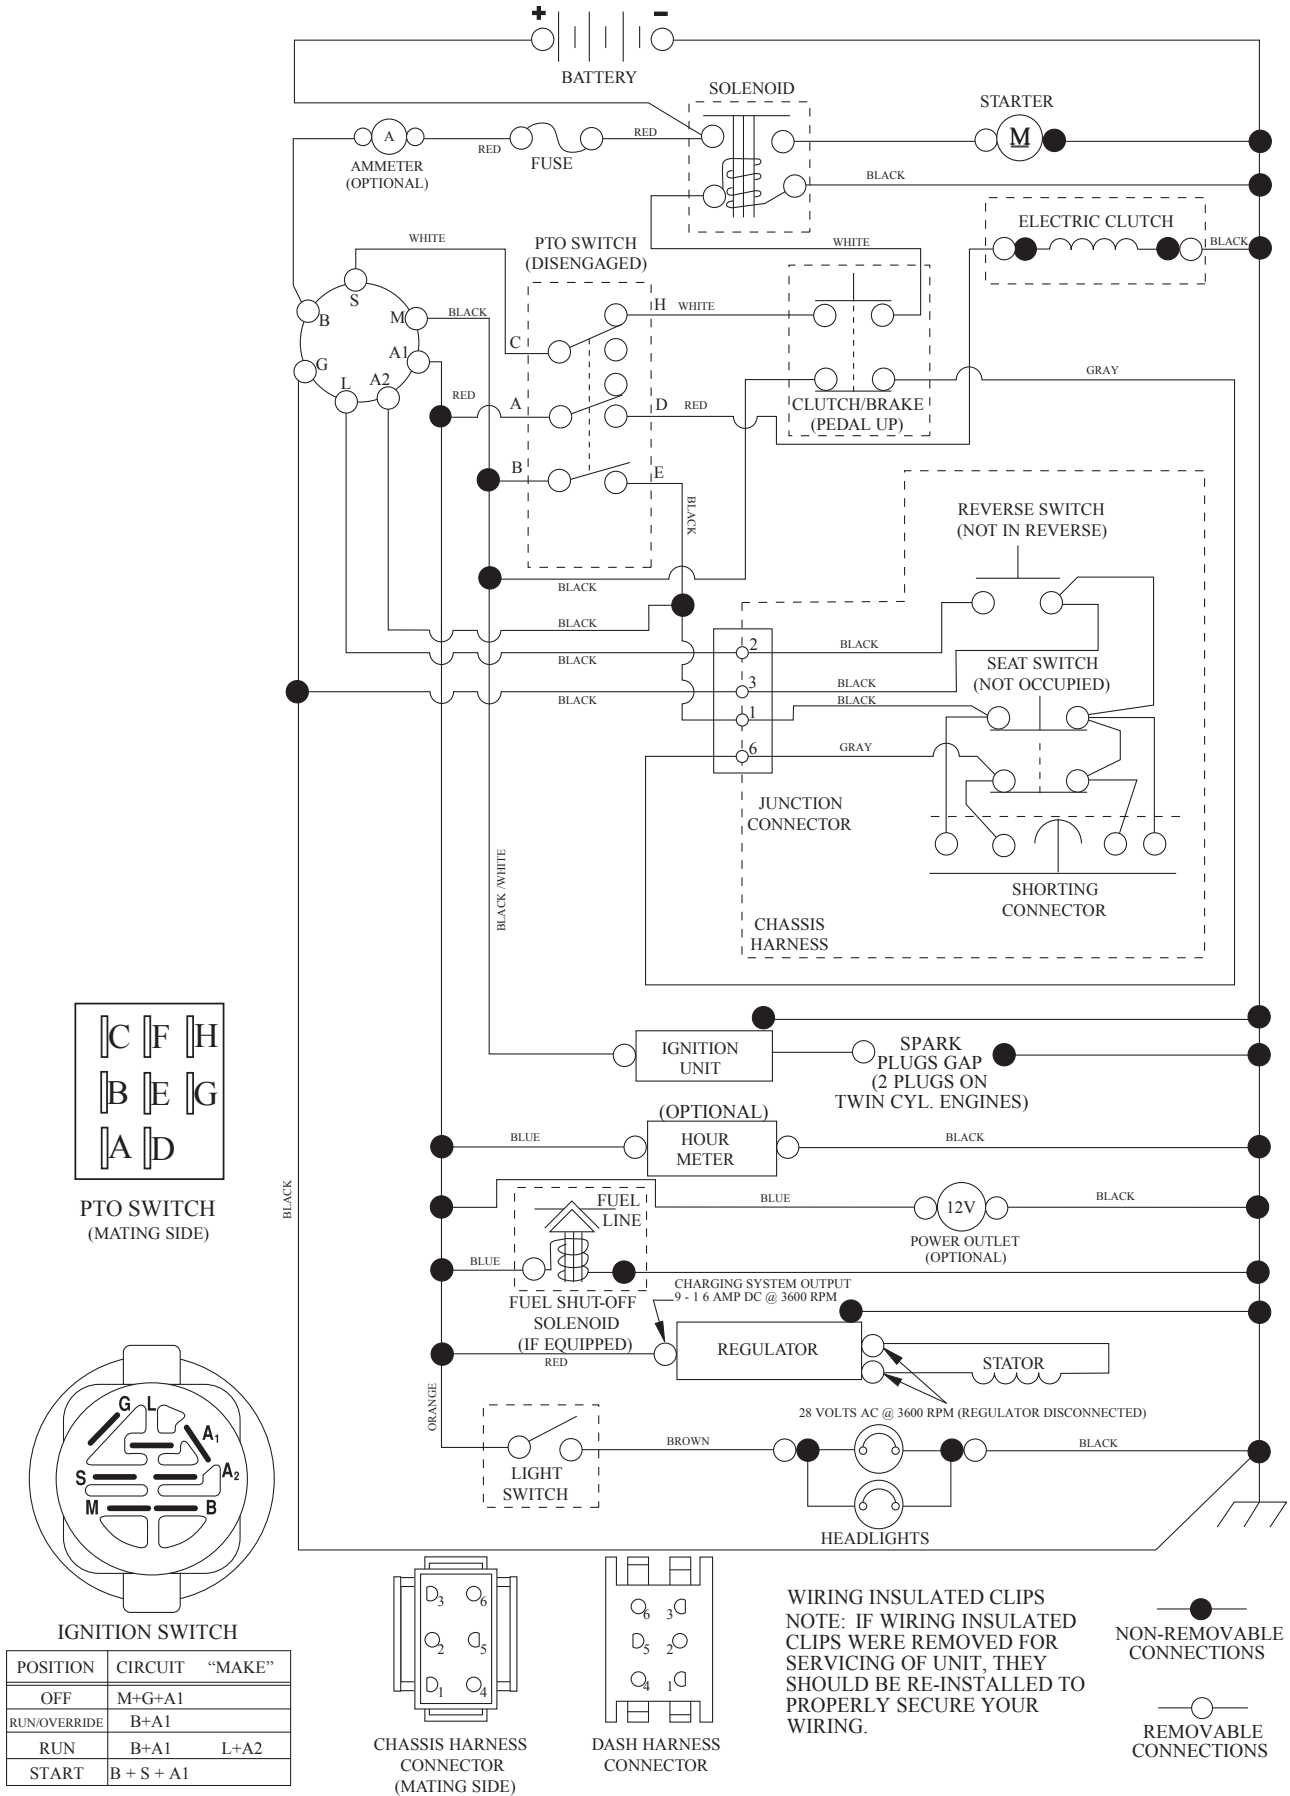 +
−
BATTERY
SOLENOID
STARTER
A
RED
FUSE
RED
M
AMMETER
(OPTIONAL)
BLACK
ELECTRIC CLUTCH
WHITE
PTO SWITCH
(DISENGAGED)
WHITE
BLACK
S
B
M
BLACK
H
WHITE
C
A1
G
A2
L
RED
A
D
RED
GRAY
CLUTCH/BRAKE
(PEDAL UP)
B
E
BLACK
REVERSE SWITCH
(NOT IN REVERSE)
BLACK
BLACK
BLACK
2
BLACK
SEAT SWITCH
(NOT OCCUPIED)
3
BLACK
BLACK
BLACK
1
6
GRAY
JUNCTION
CONNECTOR
BLACK /WHITE
SHORTING
CONNECTOR
CHASSIS
HARNESS
C F H
B E G
A D
PTO SWITCH
(MATING SIDE)
IGNITION
UNIT
SPARK
PLUGS GAP
(2 PLUGS ON
TWIN CYL. ENGINES)
(OPTIONAL)
HOUR
METER
BLUE
BLACK
BLACK
FUEL
LINE
BLUE
12V
BLACK
POWER OUTLET
(OPTIONAL)
BLUE
FUEL SHUT-OFF
SOLENOID
(IF EQUIPPED)
CHARGING SYSTEM OUTPUT
9 - 1 6 AMP DC @ 3600 RPM
RED
REGULATOR
STATOR
28 VOLTS AC @ 3600 RPM (REGULATOR DISCONNECTED)
ORANGE
LIGHT
SWITCH
BROWN
BLACK
HEADLIGHTS
G L
A1
S
A2
M
B
IGNITION SWITCH
POSITION CIRCUIT “MAKE”
OFF M+G+A1
RUN/OVERRIDE B+A1
RUN B+A1 L+A2
START B + S + A1
3 6
2 5
1 4
CHASSIS HARNESS
CONNECTOR
(MATING SIDE)
6 3
5 2
4 1
DASH HARNESS
CONNECTOR
WIRING INSULATED CLIPS
NOTE: IF WIRING INSULATED
CLIPS WERE REMOVED FOR
SERVICING OF UNIT, THEY
SHOULD BE RE-INSTALLED TO
PROPERLY SECURE YOUR
WIRING.
NON-REMOVABLE
CONNECTIONS
REMOVABLE
CONNECTIONS